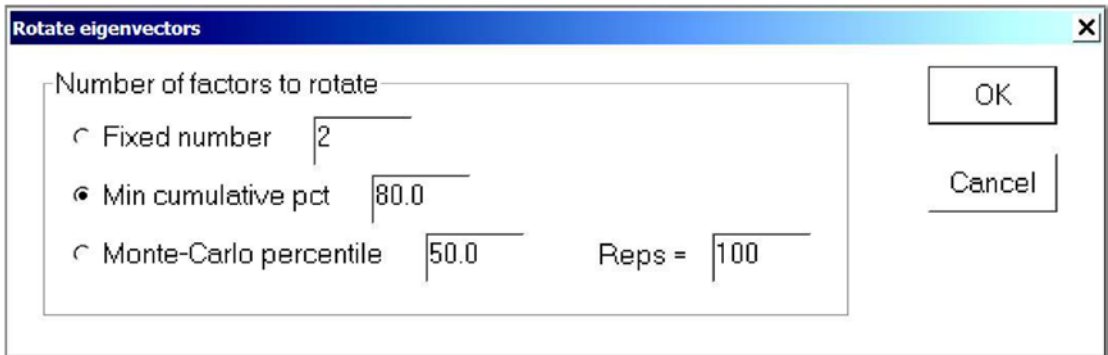 Rotate eigenvectors
Number of factors to rotate
OK
Fixed number 2
Min cumulative pct 80.0
Cancel
Monte-Carlo percentile 50.0 Reps = 100